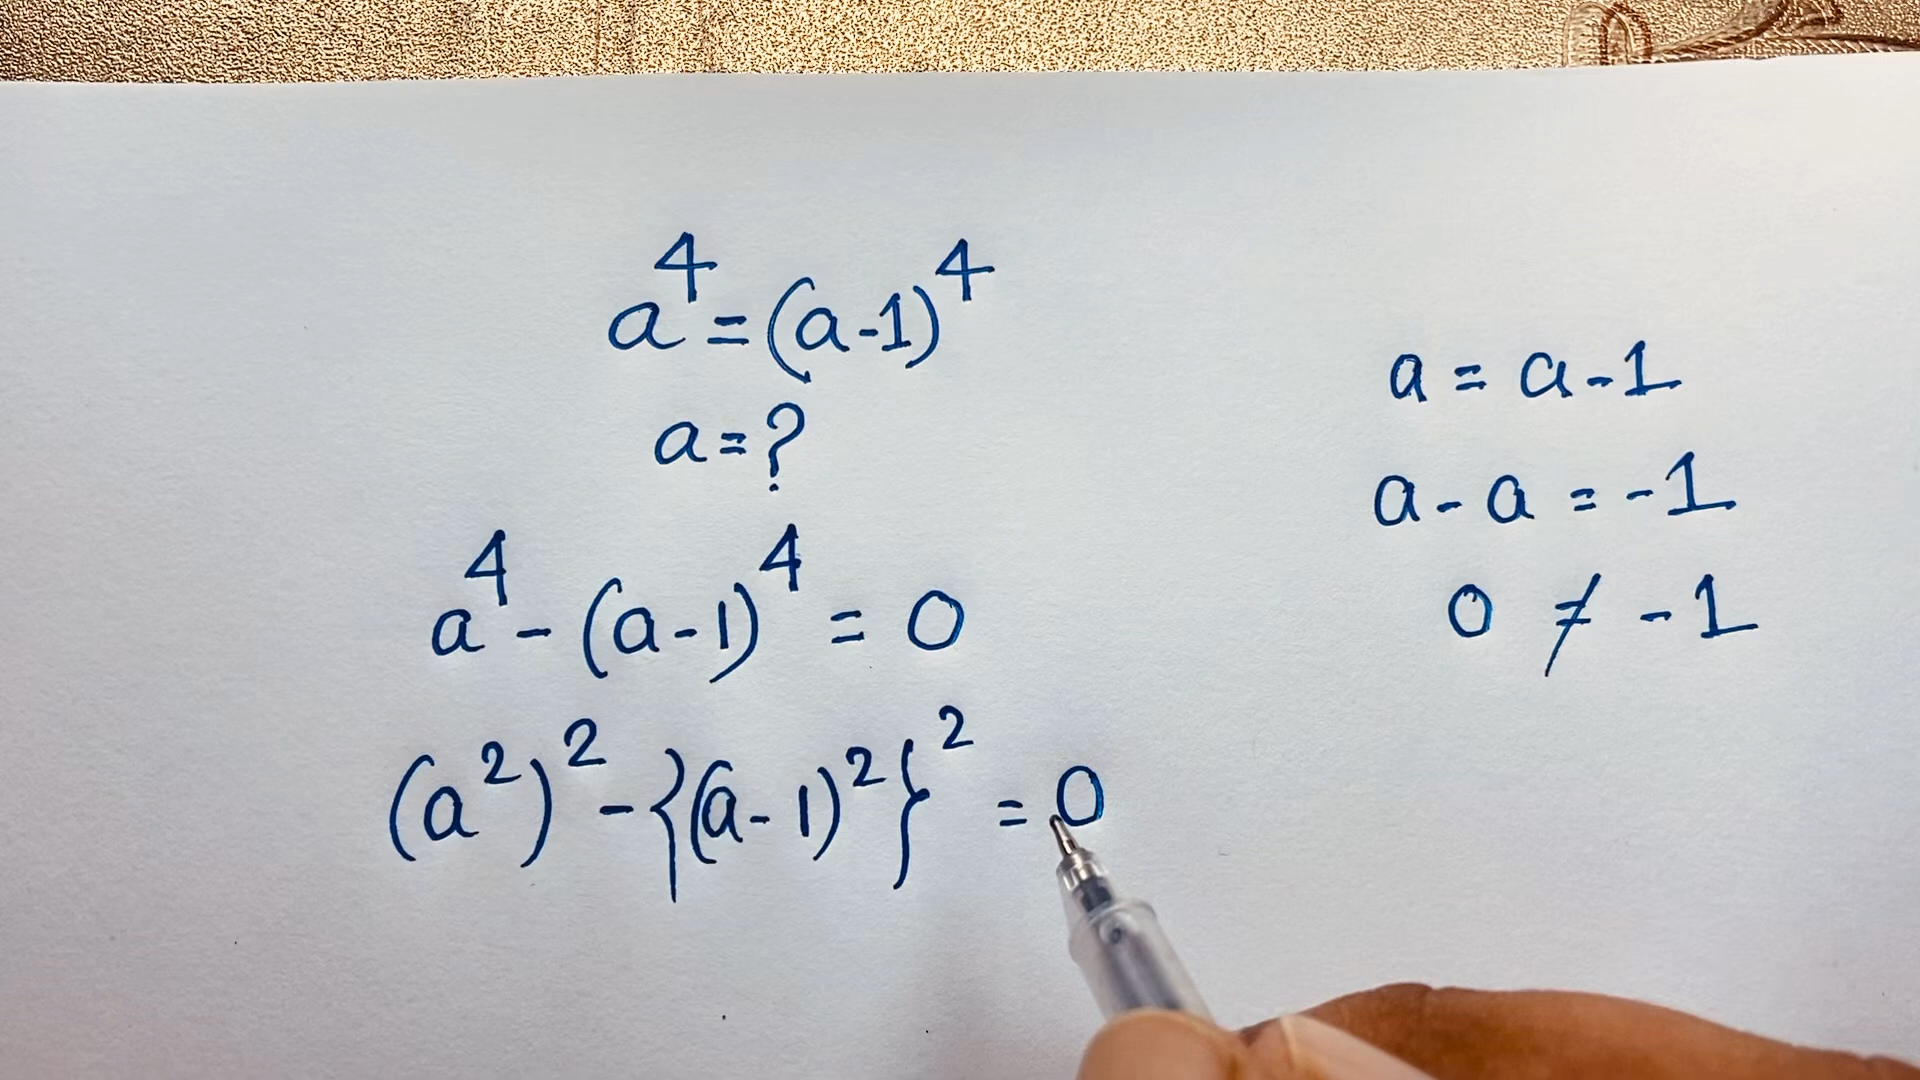 a⁴=(a-1)⁴
a=?
a⁴-(a-1)⁴=0
(a²)²-{(a-1)²}²=0
a=a-1
a-a=-1
0≠-1